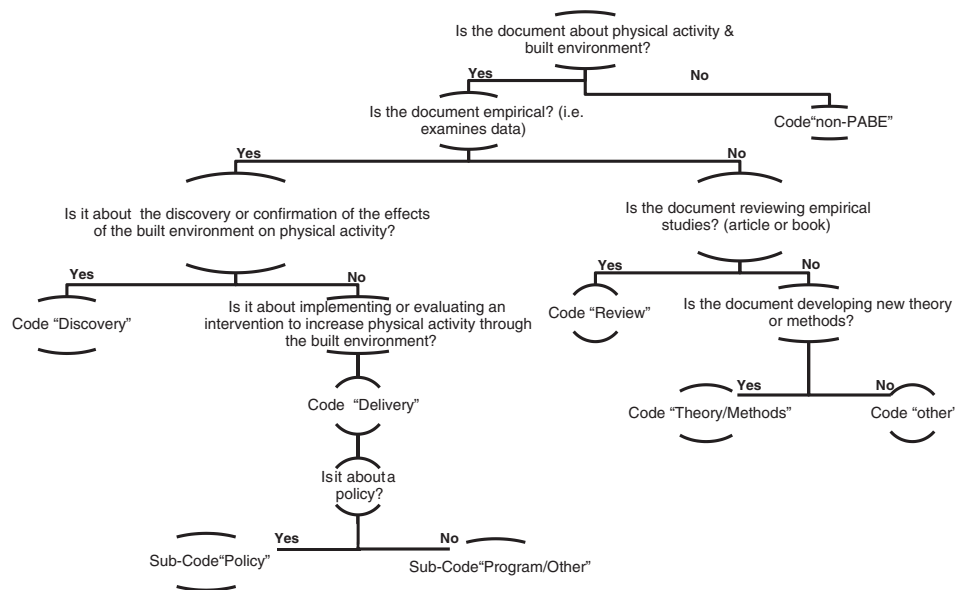 Is the document about physical activity &
built environment?
Yes
No
Is the document empirical? (i.e.
examines data)
Code“non-PABE”
Yes
No
Is it about the discovery or confirmation of the effects
of the built environment on physical activity?
Is the document reviewing empirical
studies? (article or book)
Yes
No
Yes
No
Code “Discovery”
Is it about implementing or evaluating an
intervention to increase physical activity through
the built environment?
Code “Review”
Is the document developing new theory
or methods?
Code “Delivery”
Yes
No
Code “Theory/Methods”
Code “other’
Is it about a
policy?
Yes
No
Sub-Code“Policy”
Sub-Code“Program/Other”